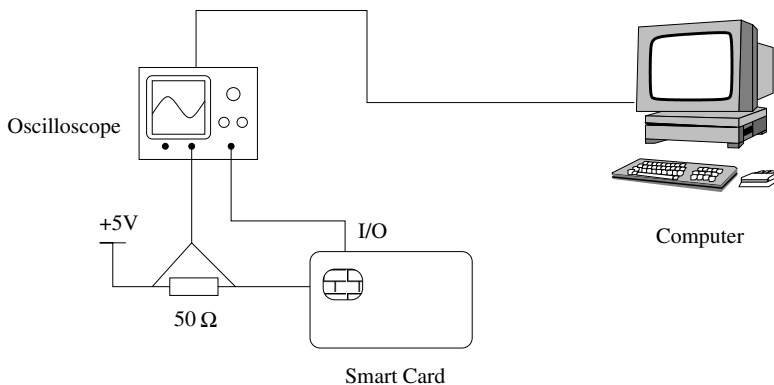 Oscilloscope
+5V
I/O
Computer
50 Ω
Smart Card